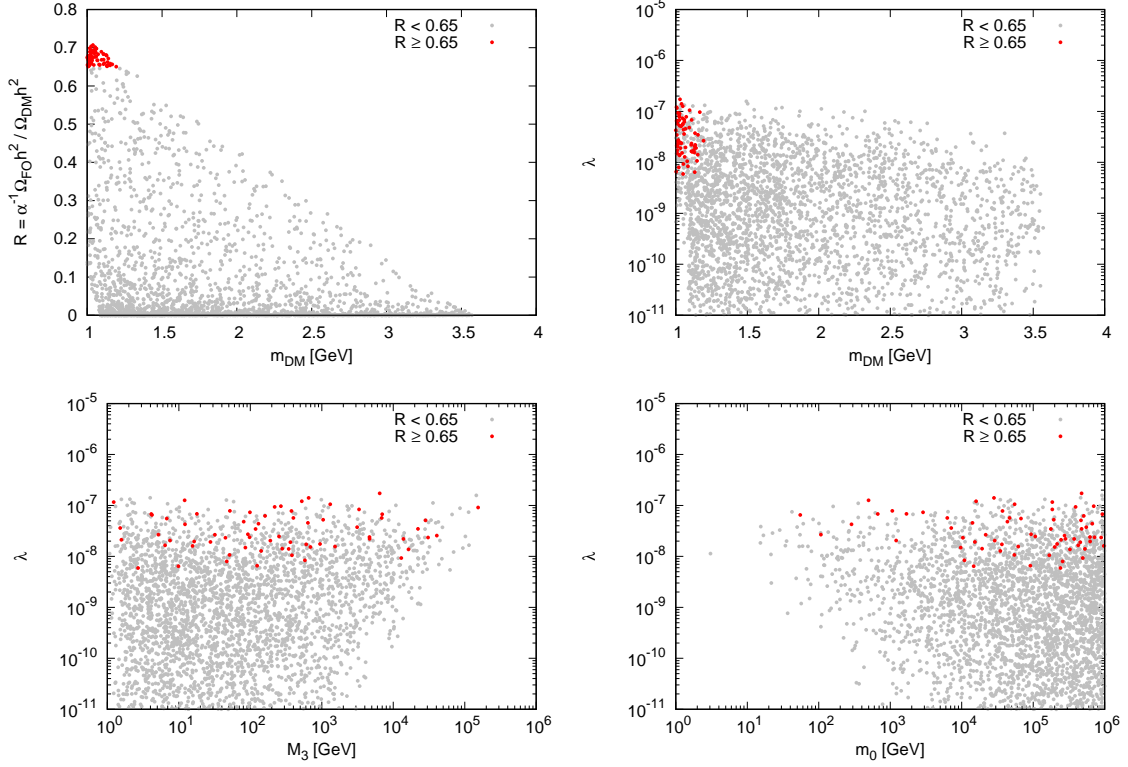 R = α⁻¹Ω_FO h² / Ω_DM h²
0.8
0.7
0.6
0.5
0.4
0.3
0.2
0.1
0
R < 0.65
R ≥ 0.65
1 1.5 2 2.5 3 3.5 4
m_DM [GeV]
λ
10⁻⁵
10⁻⁶
10⁻⁷
10⁻⁸
10⁻⁹
10⁻¹⁰
10⁻¹¹
R < 0.65
R ≥ 0.65
1 1.5 2 2.5 3 3.5 4
m_DM [GeV]
λ
10⁻⁵
10⁻⁶
10⁻⁷
10⁻⁸
10⁻⁹
10⁻¹⁰
10⁻¹¹
R < 0.65
R ≥ 0.65
10⁰ 10¹ 10² 10³ 10⁴ 10⁵ 10⁶
M₃ [GeV]
λ
10⁻⁵
10⁻⁶
10⁻⁷
10⁻⁸
10⁻⁹
10⁻¹⁰
10⁻¹¹
R < 0.65
R ≥ 0.65
10⁰ 10¹ 10² 10³ 10⁴ 10⁵ 10⁶
m₀ [GeV]